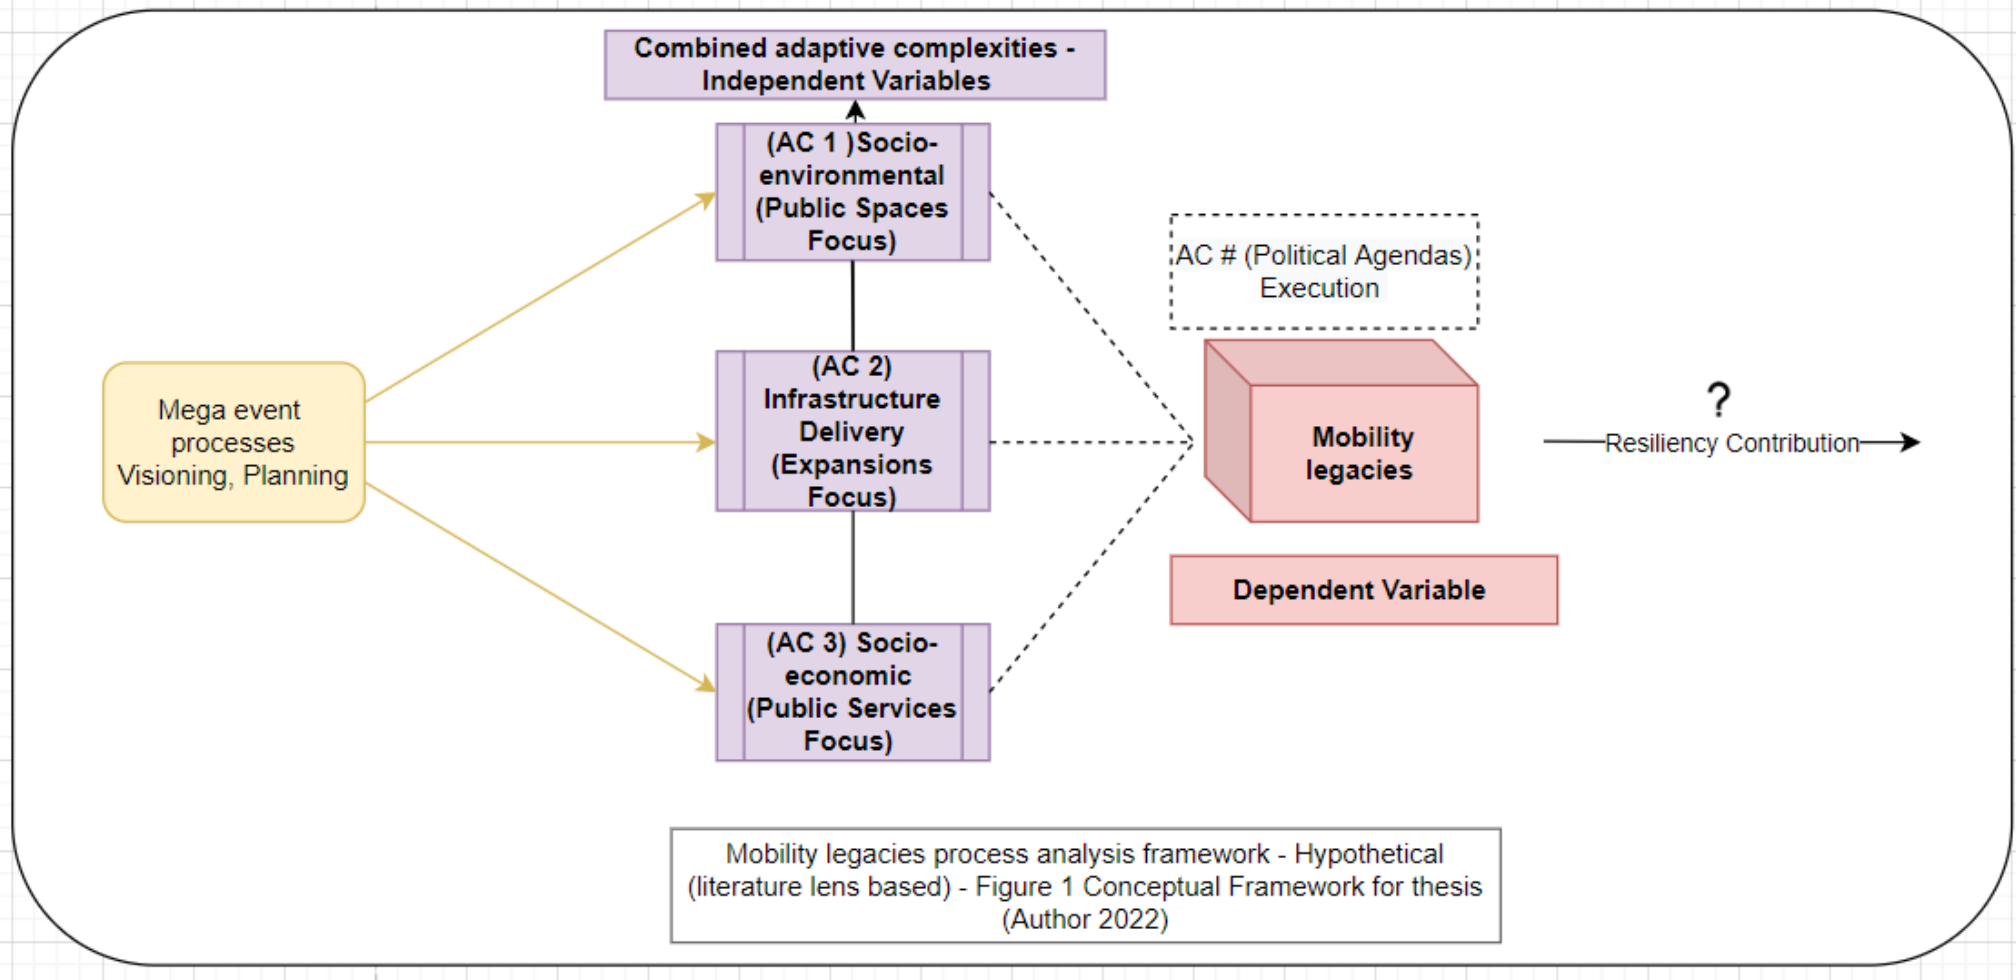 Combined adaptive complexities -
Independent Variables
(AC 1 )Socio-
environmental
(Public Spaces
Focus)
AC # (Political Agendas)
Execution
Mega event
processes
Visioning, Planning
(AC 2)
Infrastructure
Delivery
(Expansions
Focus)
Mobility
legacies
?
Resiliency Contribution
Dependent Variable
(AC 3) Socio-
economic
(Public Services
Focus)
Mobility legacies process analysis framework - Hypothetical
(literature lens based) - Figure 1 Conceptual Framework for thesis
(Author 2022)